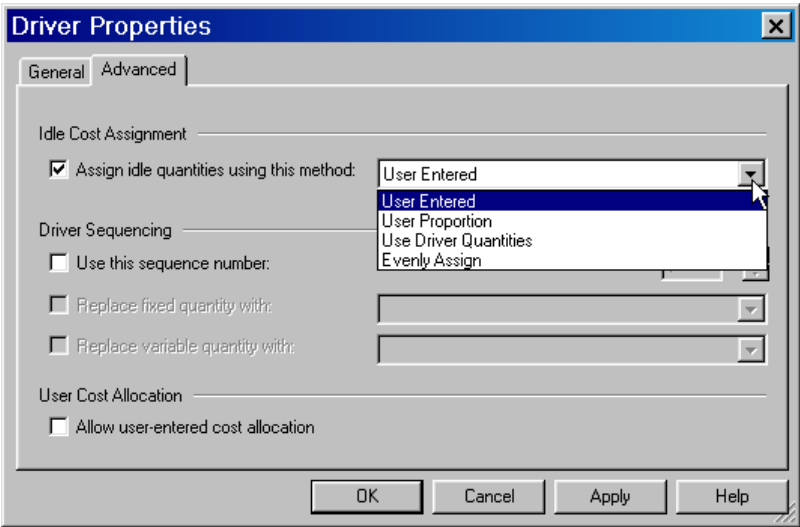 Driver Properties
General Advanced
Idle Cost Assignment
Assign idle quantities using this method: User Entered
User Entered
User Proportion
Driver Sequencing
Use Driver Quantities
Use this sequence number: Evenly Assign
Replace fixed quantity with:
Replace variable quantity with:
User Cost Allocation
Allow user-entered cost allocation
OK Cancel Apply Help